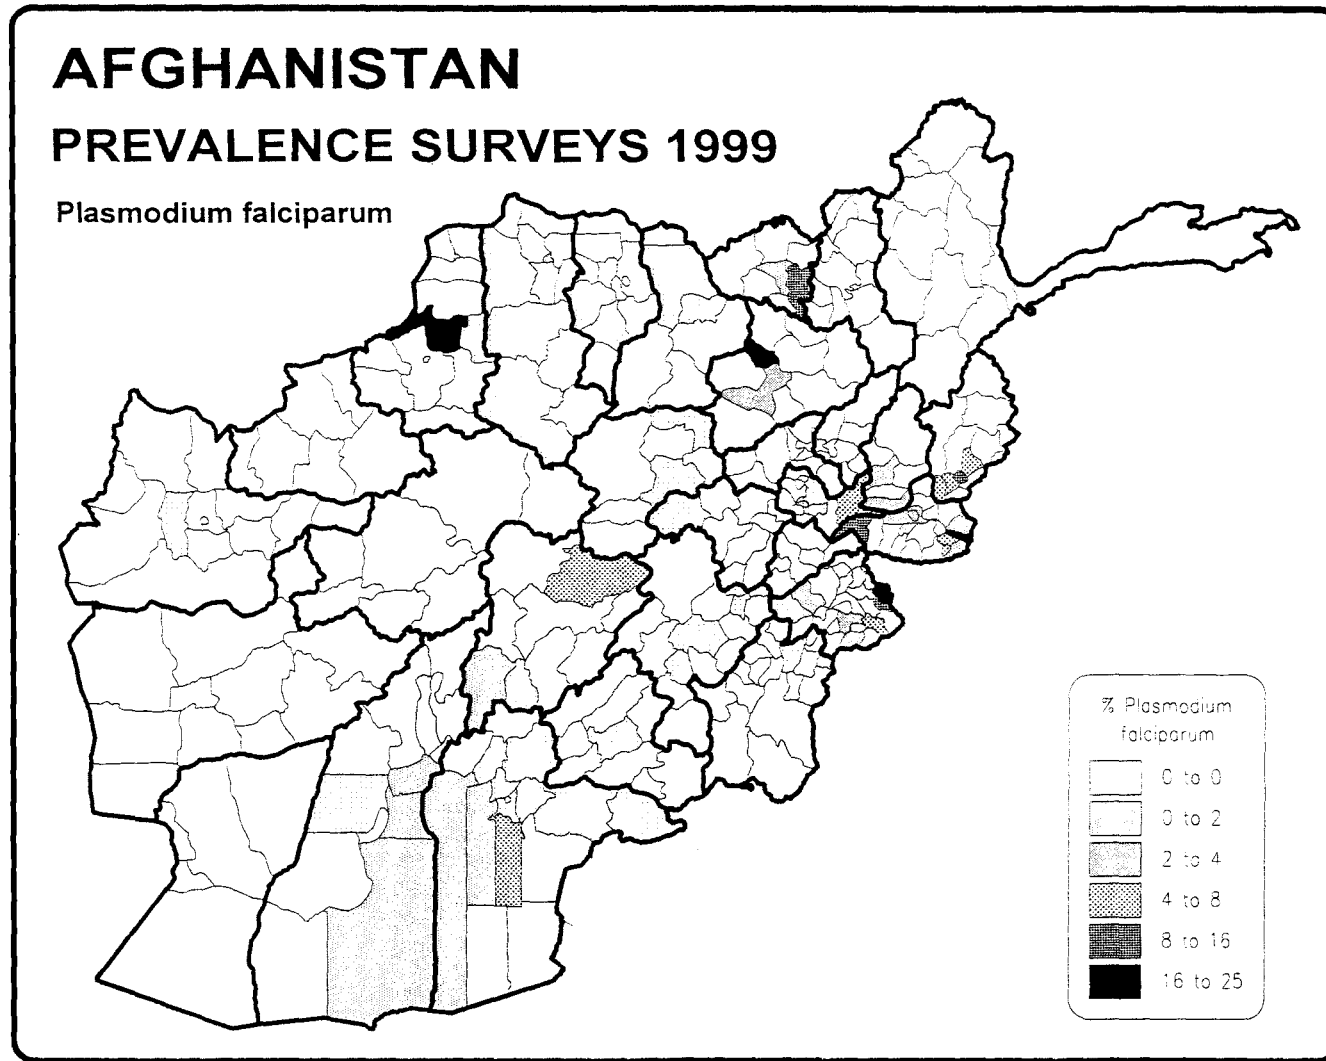 AFGHANISTAN
PREVALENCE SURVEYS 1999
Plasmodium falciparum
% Plasmodium
falciparum
0 to 0
0 to 2
2 to 4
4 to 8
8 to 16
16 to 25